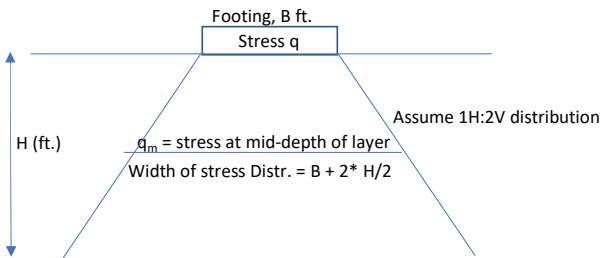 Footing, B ft.
Stress q
Assume 1H:2V distribution
H (ft.)
qm = stress at mid-depth of layer
Width of stress Distr. = B + 2* H/2